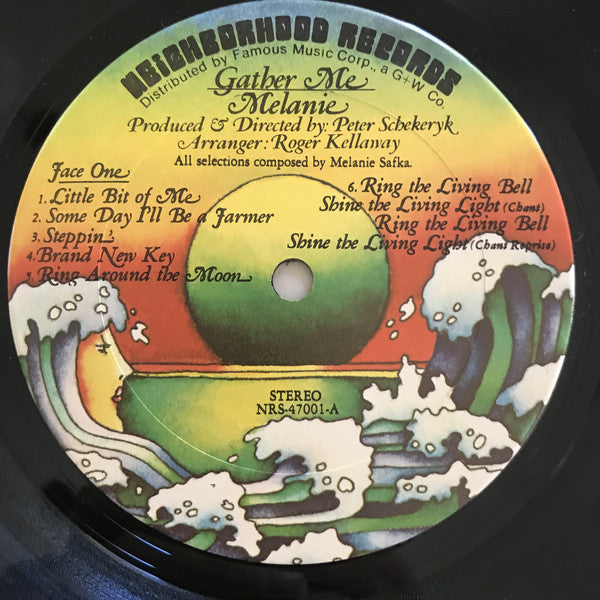 NEIGHBORHOOD RECORDS
Distributed by Famous Music Corp., a G+W Co.
Gather Me
Melanie
Produced & Directed by: Peter Schekeryk
Arranger: Roger Kellaway
All selections composed by Melanie Safka.
Face One
1. Little Bit of Me
2. Some Day I'll Be a Farmer
3. Steppin'
4. Brand New Key
5. Ring Around the Moon
6. Ring the Living Bell
Shine the Living Light (Chant)
Ring the Living Bell
Shine the Living Light (Chant Reprise)
STEREO
NRS-47001-A